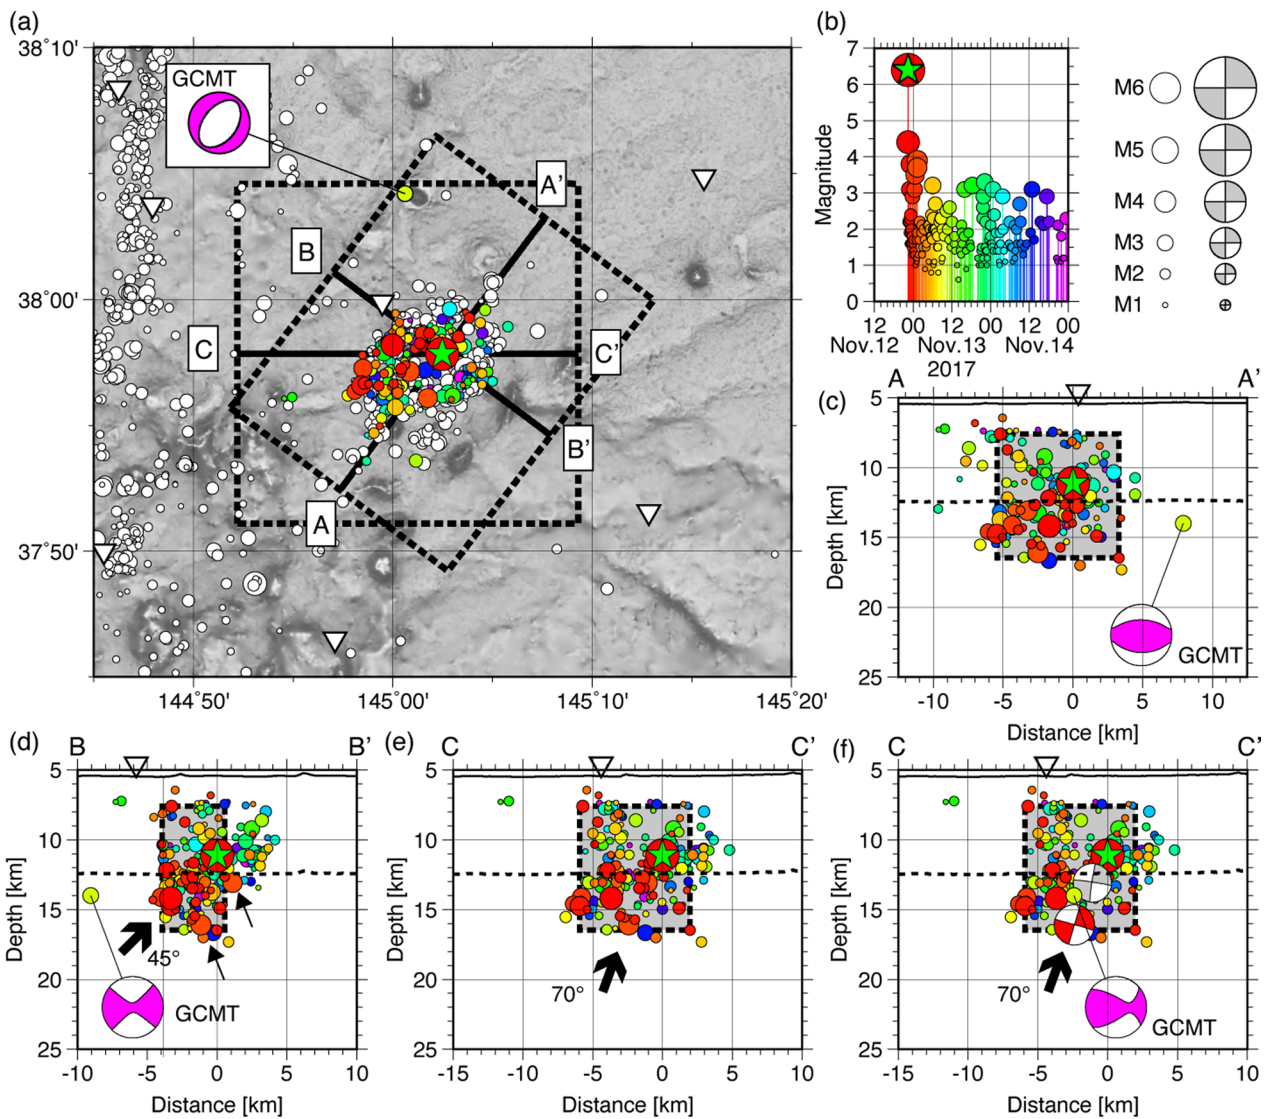 (a)
38°10'
38°00'
37°50'
144°50'
145°00'
145°10'
145°20'
GCMT
A'
B
C
C'
B'
A
(b)
Magnitude
7
6
5
4
3
2
1
0
12 00 12 00 12 00
Nov.12 Nov.13 Nov.14
2017
M6
M5
M4
M3
M2
M1
(c)
A A'
Depth [km]
5
10
15
20
25
GCMT
-10 -5 0 5 10
Distance [km]
(d)
B B'
Depth [km]
5
10
15
20
25
45°
GCMT
-10 -5 0 5 10
Distance [km]
(e)
C C'
Depth [km]
5
10
15
20
25
70°
-15 -10 -5 0 5 10
Distance [km]
(f)
C C'
Depth [km]
5
10
15
20
25
70°
GCMT
-15 -10 -5 0 5 10
Distance [km]